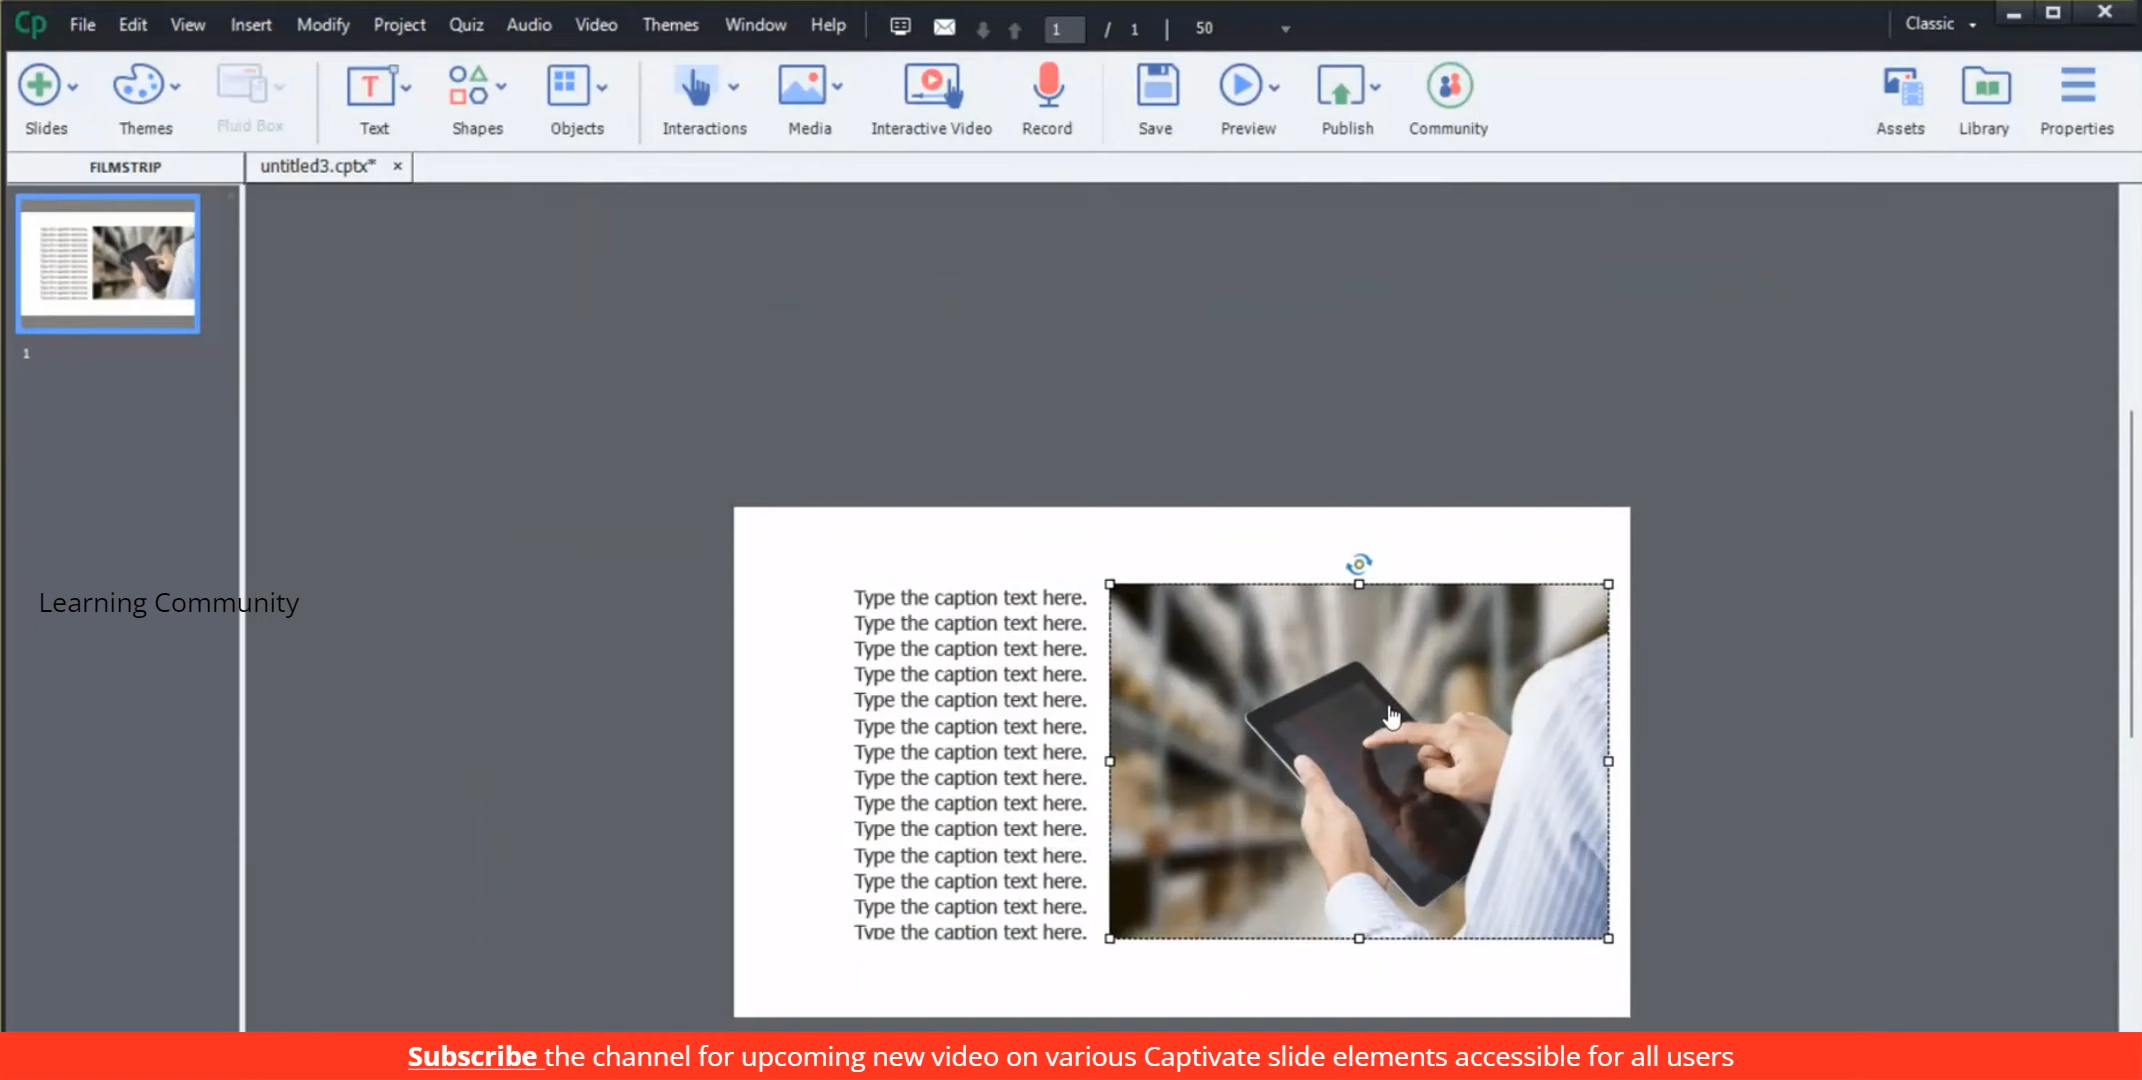 Cp File Edit View Insert Modify Project Quiz Audio Video Themes Window Help 1 / 1 | 50 Classic
Slides Themes Fluid Box Text Shapes Objects Interactions Media Interactive Video Record Save Preview Publish Community Assets Library Properties
FILMSTRIP untitled3.cptx* ×
1
Learning Community
Type the caption text here.
Type the caption text here.
Type the caption text here.
Type the caption text here.
Type the caption text here.
Type the caption text here.
Type the caption text here.
Type the caption text here.
Type the caption text here.
Type the caption text here.
Type the caption text here.
Type the caption text here.
Type the caption text here.
Type the caption text here.
Subscribe the channel for upcoming new video on various Captivate slide elements accessible for all users